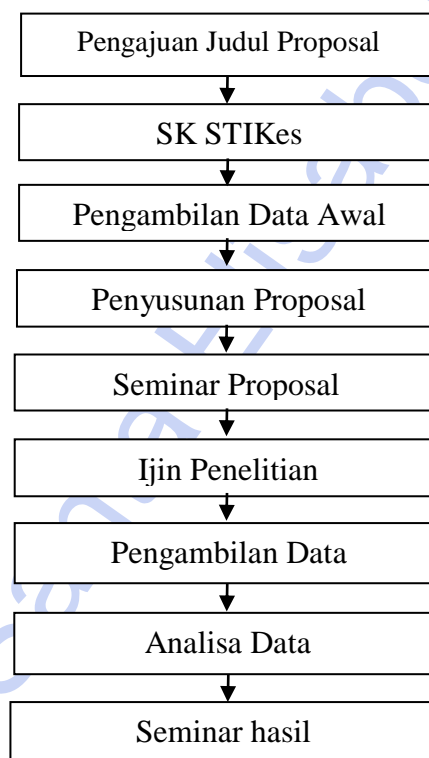 Pengajuan Judul Proposal
SK STIKes
Pengambilan Data Awal
Penyusunan Proposal
Seminar Proposal
Ijin Penelitian
Pengambilan Data
Analisa Data
Seminar hasil